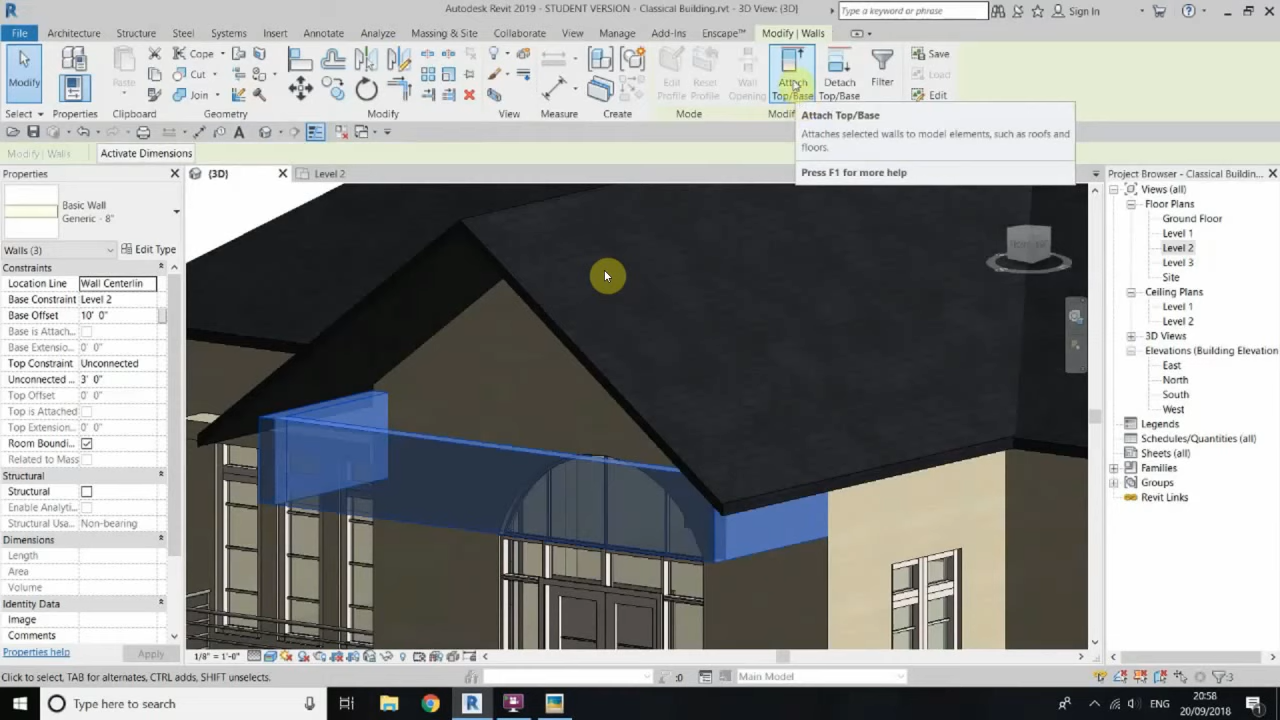 Autodesk Revit 2019 - STUDENT VERSION - Classical Building.rvt - 3D View: {3D}
Type a keyword or phrase
Sign In
File
Architecture
Structure
Steel
Systems
Insert
Annotate
Analyze
Massing & Site
Collaborate
View
Manage
Add-Ins
Enscape™
Modify | Walls
Modify
Properties
Paste
Cope
Cut
Join
Edit
Profile
Reset
Profile
Wall
Opening
Attach
Top/Base
Detach
Top/Base
Filter
Save
Load
Edit
Select
Properties
Clipboard
Geometry
Modify
View
Measure
Create
Mode
Modif
Attach Top/Base
Attaches selected walls to model elements, such as roofs and
floors.
Press F1 for more help
Modify | Walls
Activate Dimensions
Properties
Basic Wall
Generic - 8"
Walls (3)
Edit Type
Constraints
Location Line Wall Centerlin
Base Constraint Level 2
Base Offset 10' 0"
Base is Attach...
Base Extensio... 0' 0"
Top Constraint Unconnected
Unconnected ... 3' 0"
Top Offset 0' 0"
Top is Attached
Top Extension... 0' 0"
Room Boundi...
Related to Mass
Structural
Structural
Enable Analyti...
Structural Usa... Non-bearing
Dimensions
Length
Area
Volume
Identity Data
Image
Comments
Properties help
Apply
{3D}
Level 2
Project Browser - Classical Buildin...
Views (all)
Floor Plans
Ground Floor
Level 1
Level 2
Level 3
Site
Ceiling Plans
Level 1
Level 2
3D Views
Elevations (Building Elevation
East
North
South
West
Legends
Schedules/Quantities (all)
Sheets (all)
Families
Groups
Revit Links
1/8" = 1'-0"
Click to select, TAB for alternates, CTRL adds, SHIFT unselects.
:0
Main Model
:3
Type here to search
ENG
20:58
20/09/2018